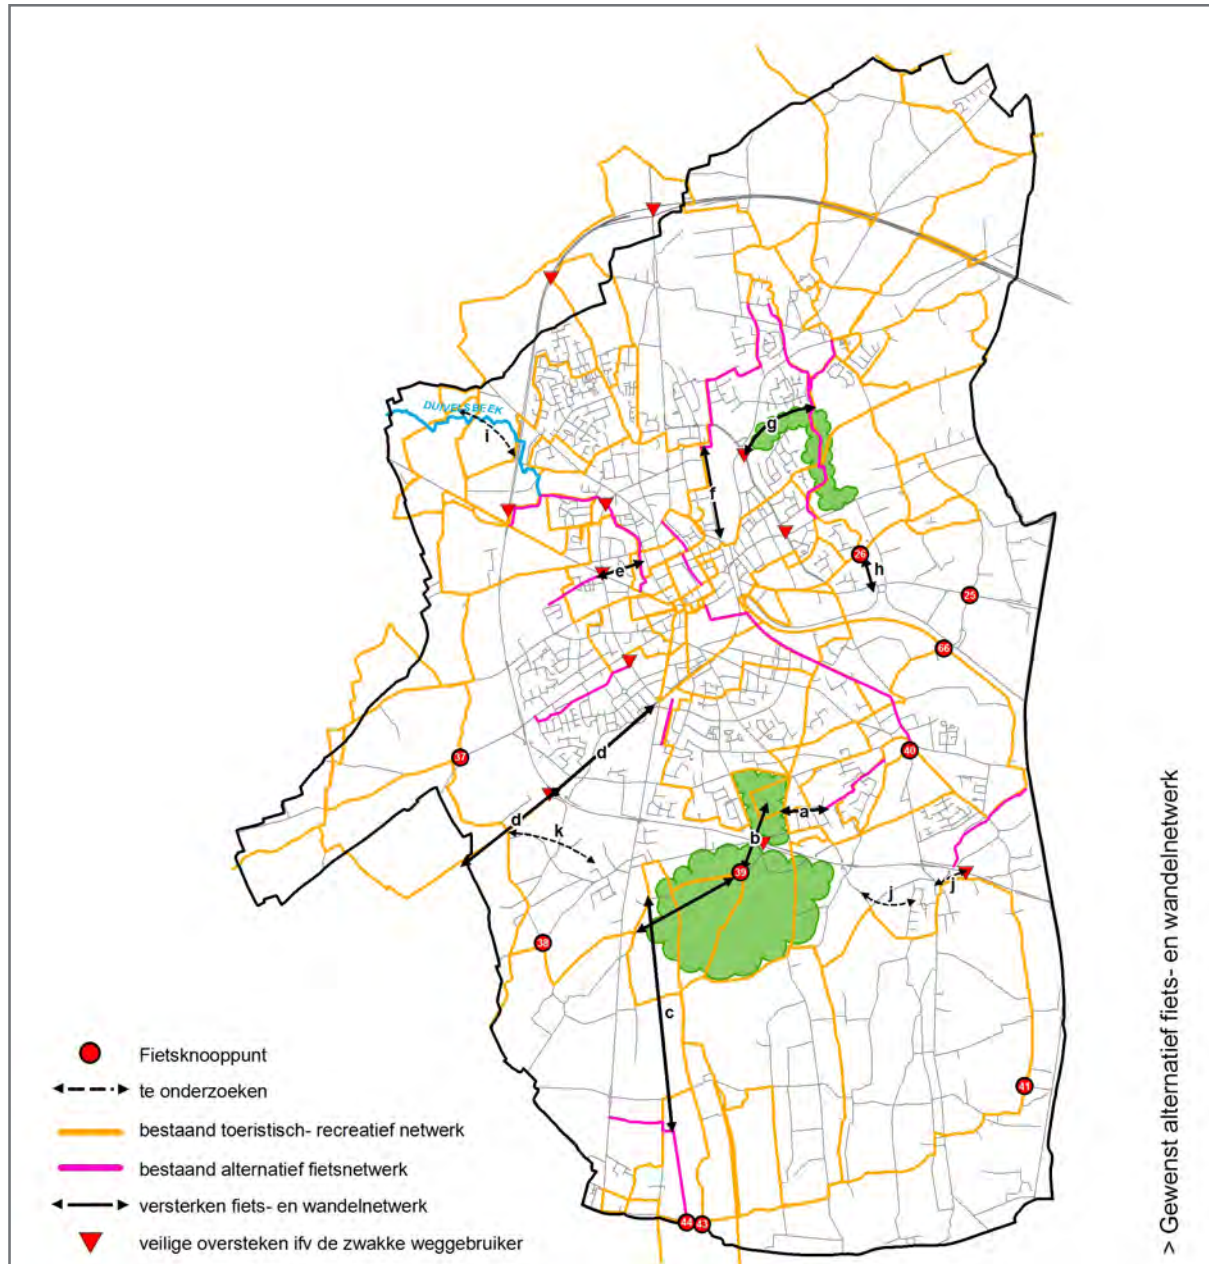 DUIVELSBEEK
i
g
f
e
26
h
25
66
37
d
40
d
k
a
b
39
j
j
38
c
41
44
43
Fietsknooppunt
te onderzoeken
bestaand toeristisch- recreatief netwerk
bestaand alternatief fietsnetwerk
versterken fiets- en wandelnetwerk
veilige oversteken ifv de zwakke weggebruiker
> Gewenst alternatief fiets- en wandelnetwerk